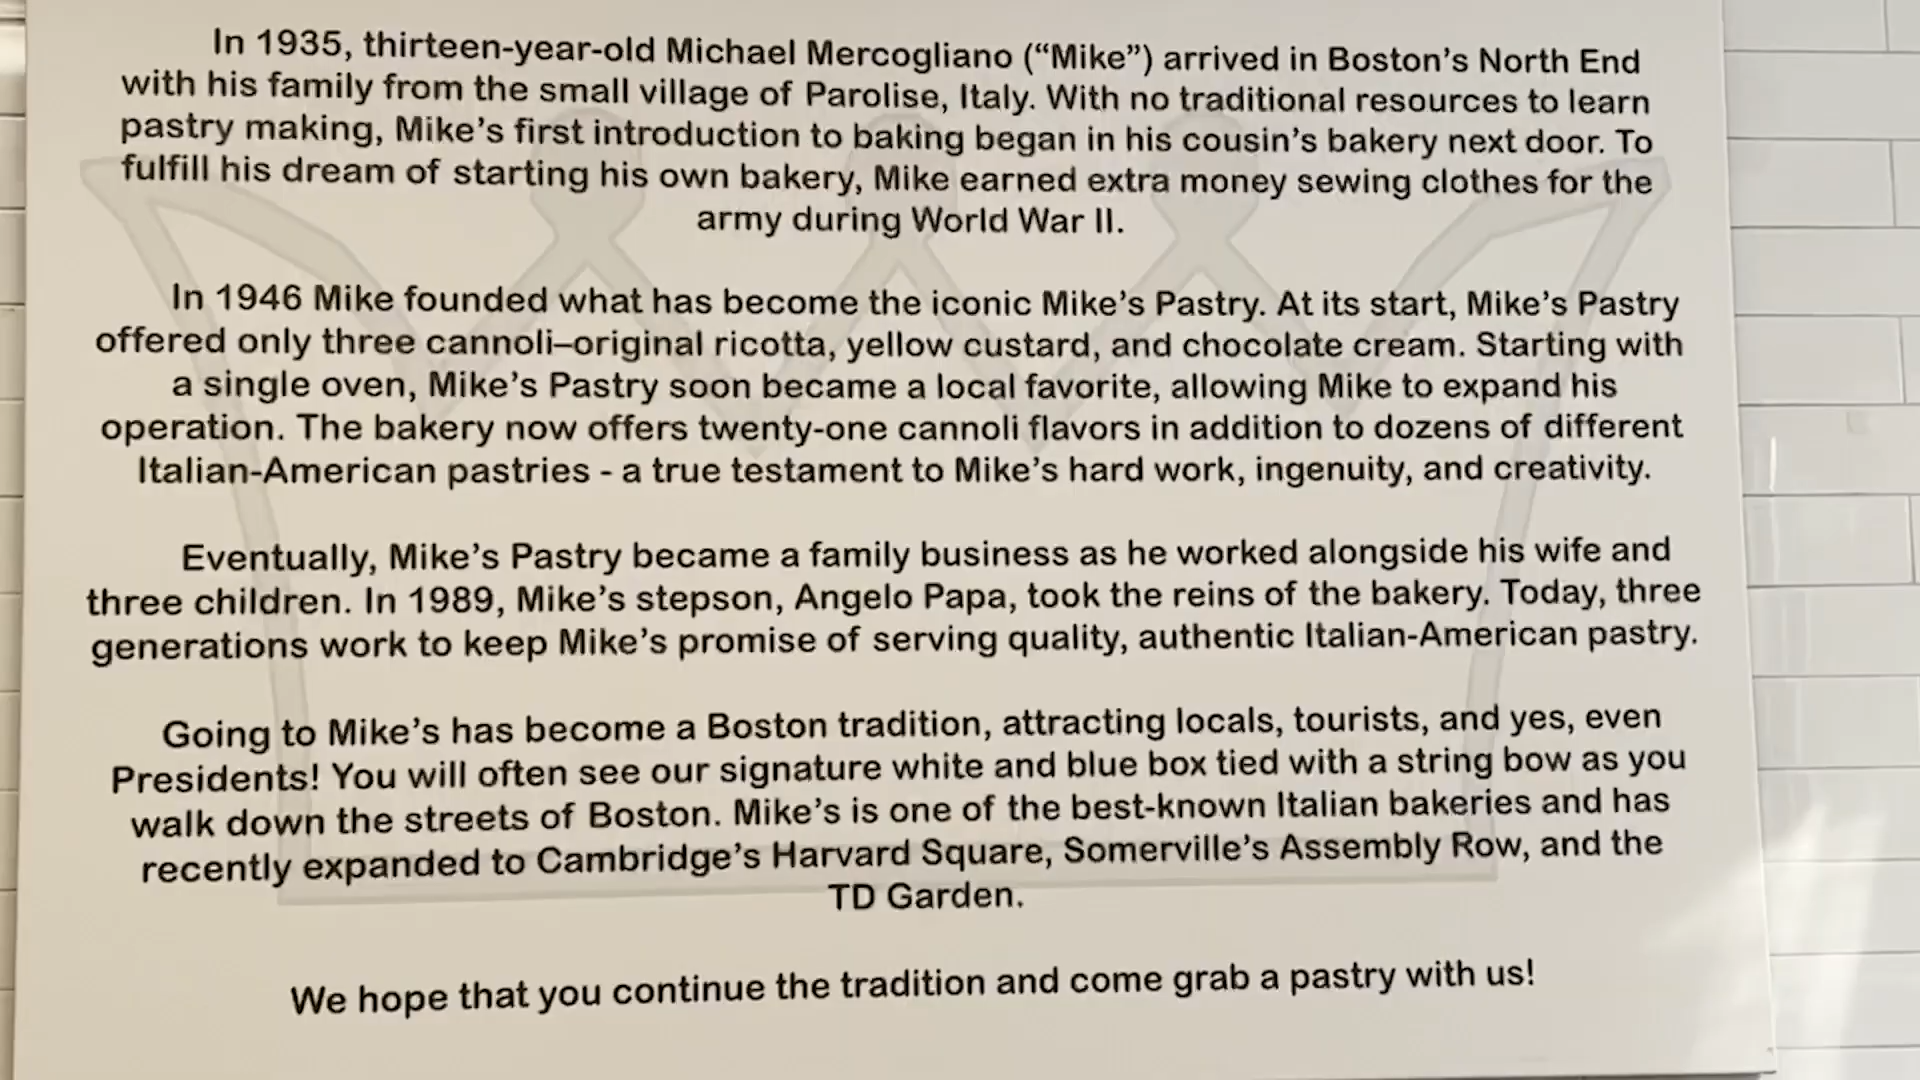 In 1935, thirteen-year-old Michael Mercogliano (“Mike”) arrived in Boston’s North End
with his family from the small village of Parolise, Italy. With no traditional resources to learn
pastry making, Mike’s first introduction to baking began in his cousin’s bakery next door. To
fulfill his dream of starting his own bakery, Mike earned extra money sewing clothes for the
army during World War II.
In 1946 Mike founded what has become the iconic Mike’s Pastry. At its start, Mike’s Pastry
offered only three cannoli–original ricotta, yellow custard, and chocolate cream. Starting with
a single oven, Mike’s Pastry soon became a local favorite, allowing Mike to expand his
operation. The bakery now offers twenty-one cannoli flavors in addition to dozens of different
Italian-American pastries - a true testament to Mike’s hard work, ingenuity, and creativity.
Eventually, Mike’s Pastry became a family business as he worked alongside his wife and
three children. In 1989, Mike’s stepson, Angelo Papa, took the reins of the bakery. Today, three
generations work to keep Mike’s promise of serving quality, authentic Italian-American pastry.
Going to Mike’s has become a Boston tradition, attracting locals, tourists, and yes, even
Presidents! You will often see our signature white and blue box tied with a string bow as you
walk down the streets of Boston. Mike’s is one of the best-known Italian bakeries and has
recently expanded to Cambridge’s Harvard Square, Somerville’s Assembly Row, and the
TD Garden.
We hope that you continue the tradition and come grab a pastry with us!